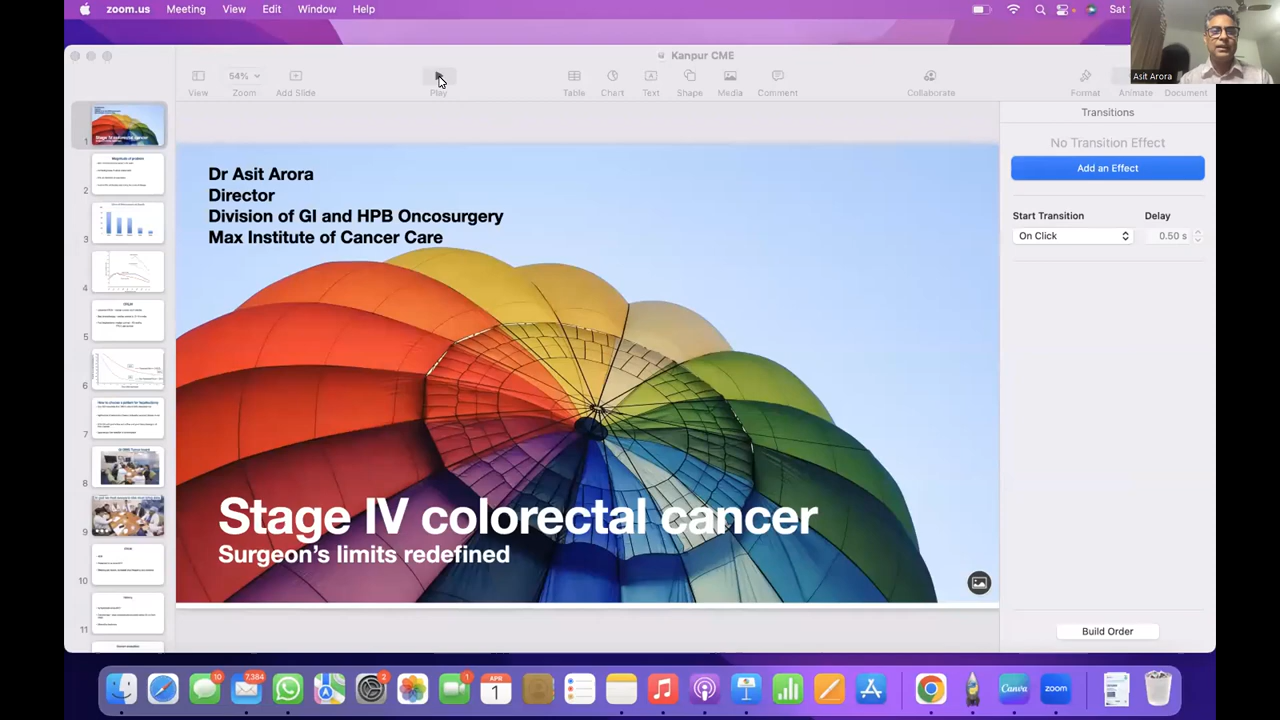 zoom.us Meeting View Edit Window Help
Sat
Asit Arora
Kanpur CME
54%
View Zoom Add Slide Play Table Chart Text Shape Media Comment Collaborate Format Animate Document
Transitions
No Transition Effect
Add an Effect
Start Transition Delay
On Click 0.50 s
Build Order
1
2
3
4
5
6
7
8
9
10
11
Dr Asit Arora
Director
Division of GI and HPB Oncosurgery
Max Institute of Cancer Care
Stage IV colorectal cancer
Surgeon's limits redefined
10
7,384
2
1
APR
1
Canva
zoom